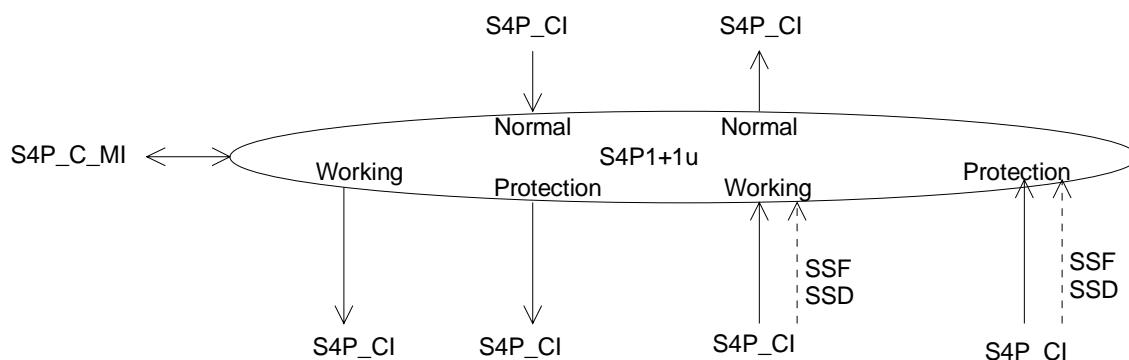 S4P_CI
S4P_CI
Normal
Normal
S4P_C_MI
S4P1+1u
Working
Protection
Working
Protection
SSF
SSD
SSF
SSD
S4P_CI
S4P_CI
S4P_CI
S4P_CI